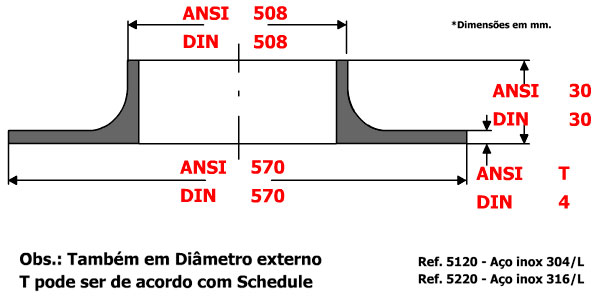 ANSI 508
DIN 508
*Dimensões em mm.
ANSI 30
DIN 30
ANSI 570
DIN 570
ANSI T
DIN 4
Obs.: Também em Diâmetro externo
T pode ser de acordo com Schedule
Ref. 5120 - Aço inox 304/L
Ref. 5220 - Aço inox 316/L